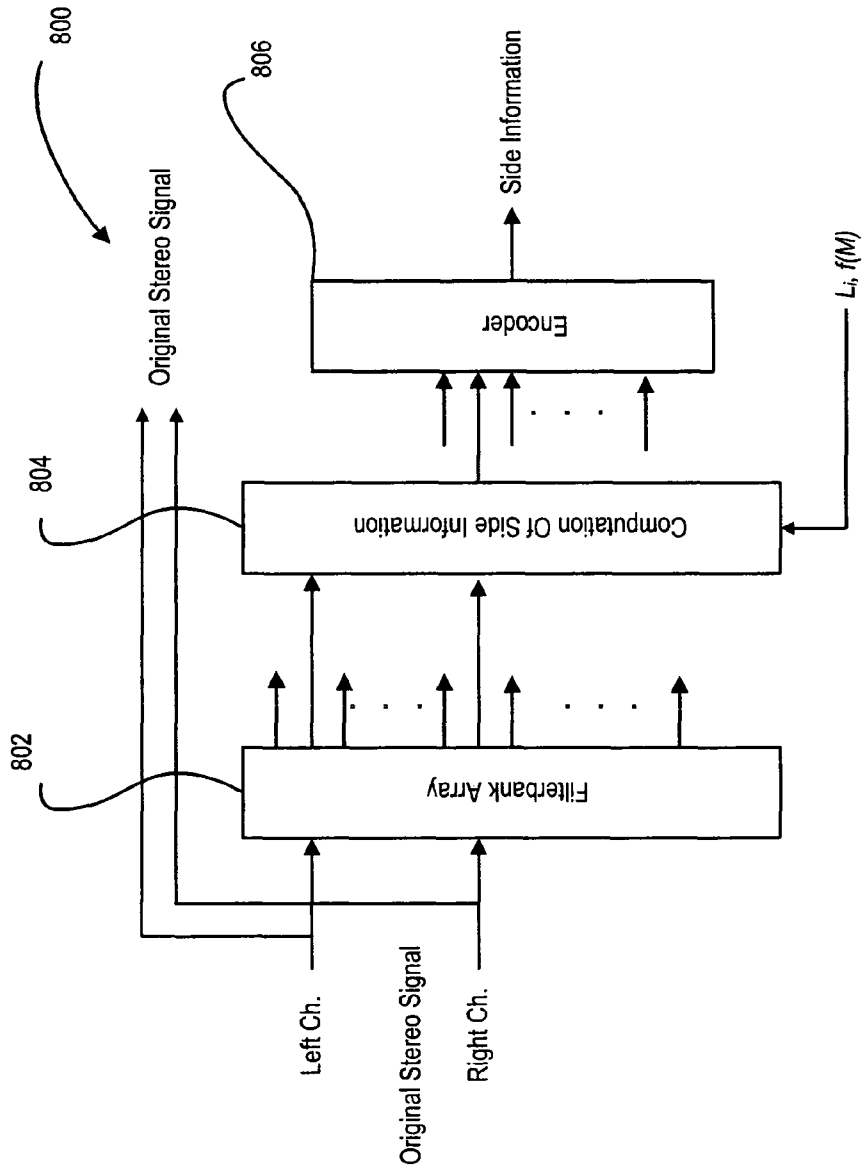 800
Original Stereo Signal
806
804
802
Side Information
Encoder
Computation Of Side Information
Filterbank Array
Left Ch.
Original Stereo Signal
Right Ch.
Lᵢ, f(M)